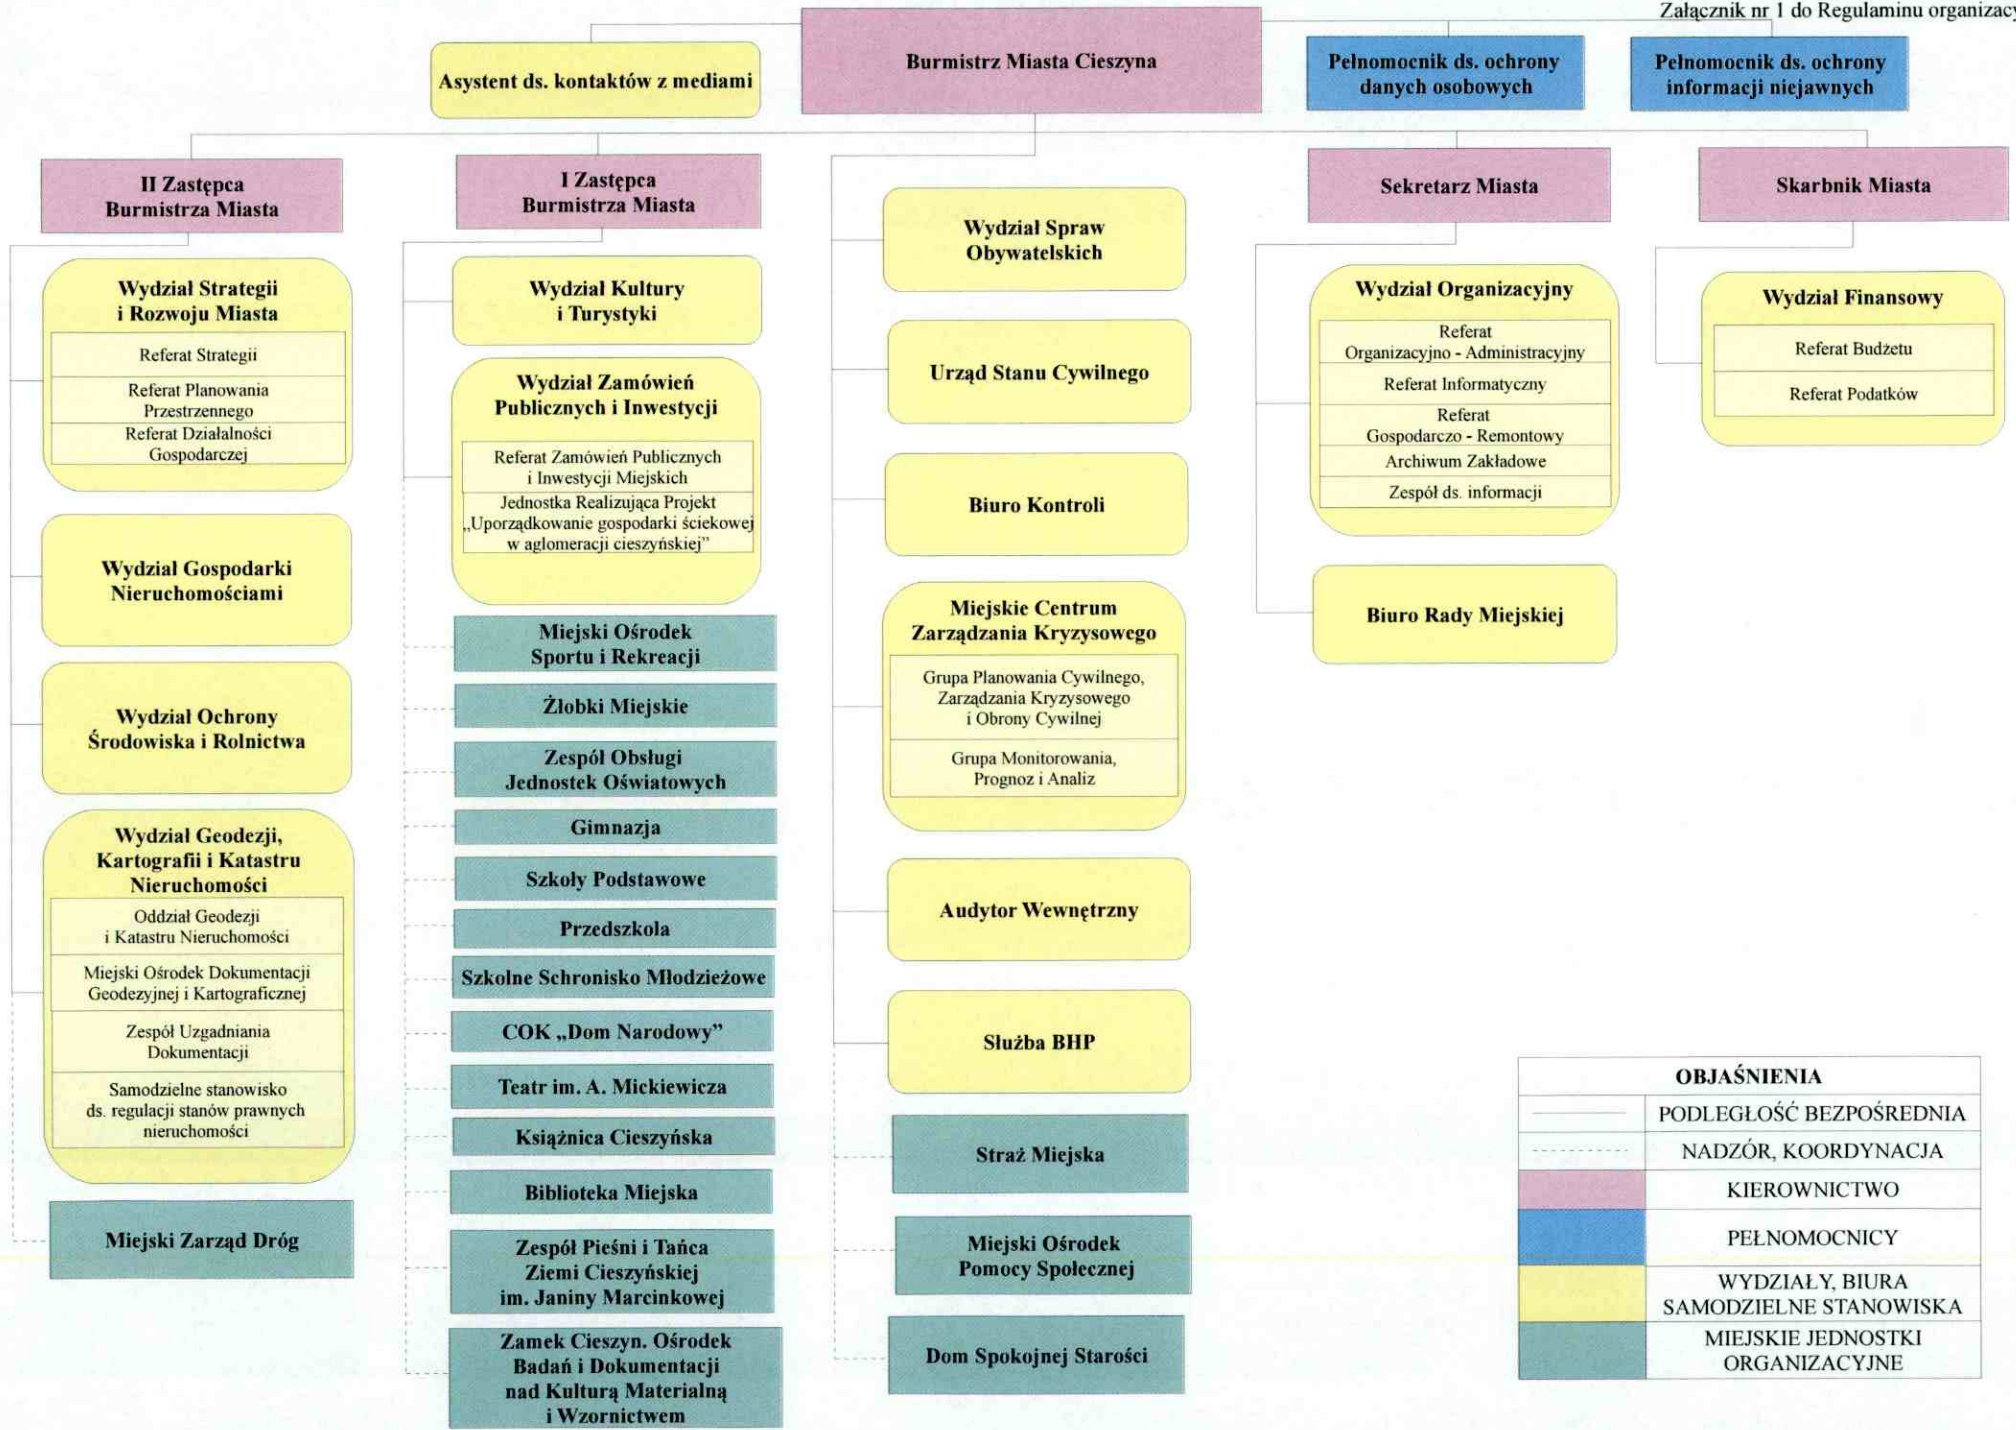 Załącznik nr 1 do Regulaminu organizacy
Burmistrz Miasta Cieszyna
Asystent ds. kontaktów z mediami
Pełnomocnik ds. ochrony
danych osobowych
Pełnomocnik ds. ochrony
informacji niejawnych
II Zastępca
Burmistrza Miasta
Wydział Strategii
i Rozwoju Miasta
Referat Strategii
Referat Planowania
Przestrzennego
Referat Działalności
Gospodarczej
Wydział Gospodarki
Nieruchomościami
Wydział Ochrony
Środowiska i Rolnictwa
Wydział Geodezji,
Kartografii i Katastru
Nieruchomości
Oddział Geodezji
i Katastru Nieruchomości
Miejski Ośrodek Dokumentacji
Geodezyjnej i Kartograficznej
Zespół Uzgadniania
Dokumentacji
Samodzielne stanowisko
ds. regulacji stanów prawnych
nieruchomości
Miejski Zarząd Dróg
I Zastępca
Burmistrza Miasta
Wydział Kultury
i Turystyki
Wydział Zamówień
Publicznych i Inwestycji
Referat Zamówień Publicznych
i Inwestycji Miejskich
Jednostka Realizująca Projekt
„Uporządkowanie gospodarki ściekowej
w aglomeracji cieszyńskiej”
Miejski Ośrodek
Sportu i Rekreacji
Żłobki Miejskie
Zespół Obsługi
Jednostek Oświatowych
Gimnazja
Szkoły Podstawowe
Przedszkola
Szkolne Schronisko Młodzieżowe
COK „Dom Narodowy”
Teatr im. A. Mickiewicza
Książnica Cieszyńska
Biblioteka Miejska
Zespół Pieśni i Tańca
Ziemi Cieszyńskiej
im. Janiny Marcinkowej
Zamek Cieszyn. Ośrodek
Badań i Dokumentacji
nad Kulturą Materialną
i Wzornictwem
Wydział Spraw
Obywatelskich
Urząd Stanu Cywilnego
Biuro Kontroli
Miejskie Centrum
Zarządzania Kryzysowego
Grupa Planowania Cywilnego,
Zarządzania Kryzysowego
i Obrony Cywilnej
Grupa Monitorowania,
Prognoz i Analiz
Audytor Wewnętrzny
Służba BHP
Straż Miejska
Miejski Ośrodek
Pomocy Społecznej
Dom Spokojnej Starości
Sekretarz Miasta
Wydział Organizacyjny
Referat
Organizacyjno - Administracyjny
Referat Informatyczny
Referat
Gospodarczo - Remontowy
Archiwum Zakładowe
Zespół ds. informacji
Biuro Rady Miejskiej
Skarbnik Miasta
Wydział Finansowy
Referat Budżetu
Referat Podatków
OBJAŚNIENIA
PODLEGŁOŚĆ BEZPOŚREDNIA
NADZÓR, KOORDYNACJA
KIEROWNICTWO
PEŁNOMOCNICY
WYDZIAŁY, BIURA
SAMODZIELNE STANOWISKA
MIEJSKIE JEDNOSTKI
ORGANIZACYJNE